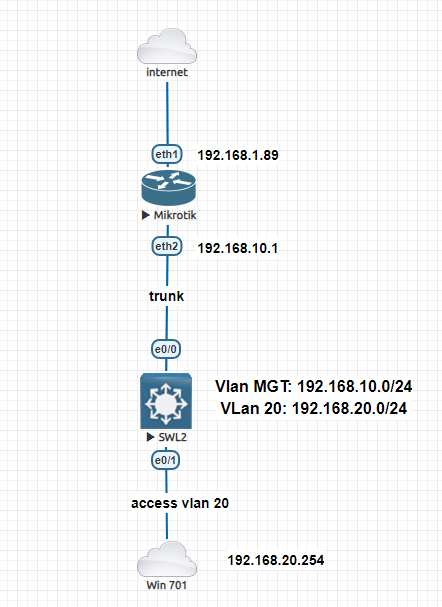 internet
eth1 192.168.1.89
Mikrotik
eth2 192.168.10.1
trunk
e0/0
Vlan MGT: 192.168.10.0/24
VLan 20: 192.168.20.0/24
SWL2
e0/1
access vlan 20
192.168.20.254
Win 701